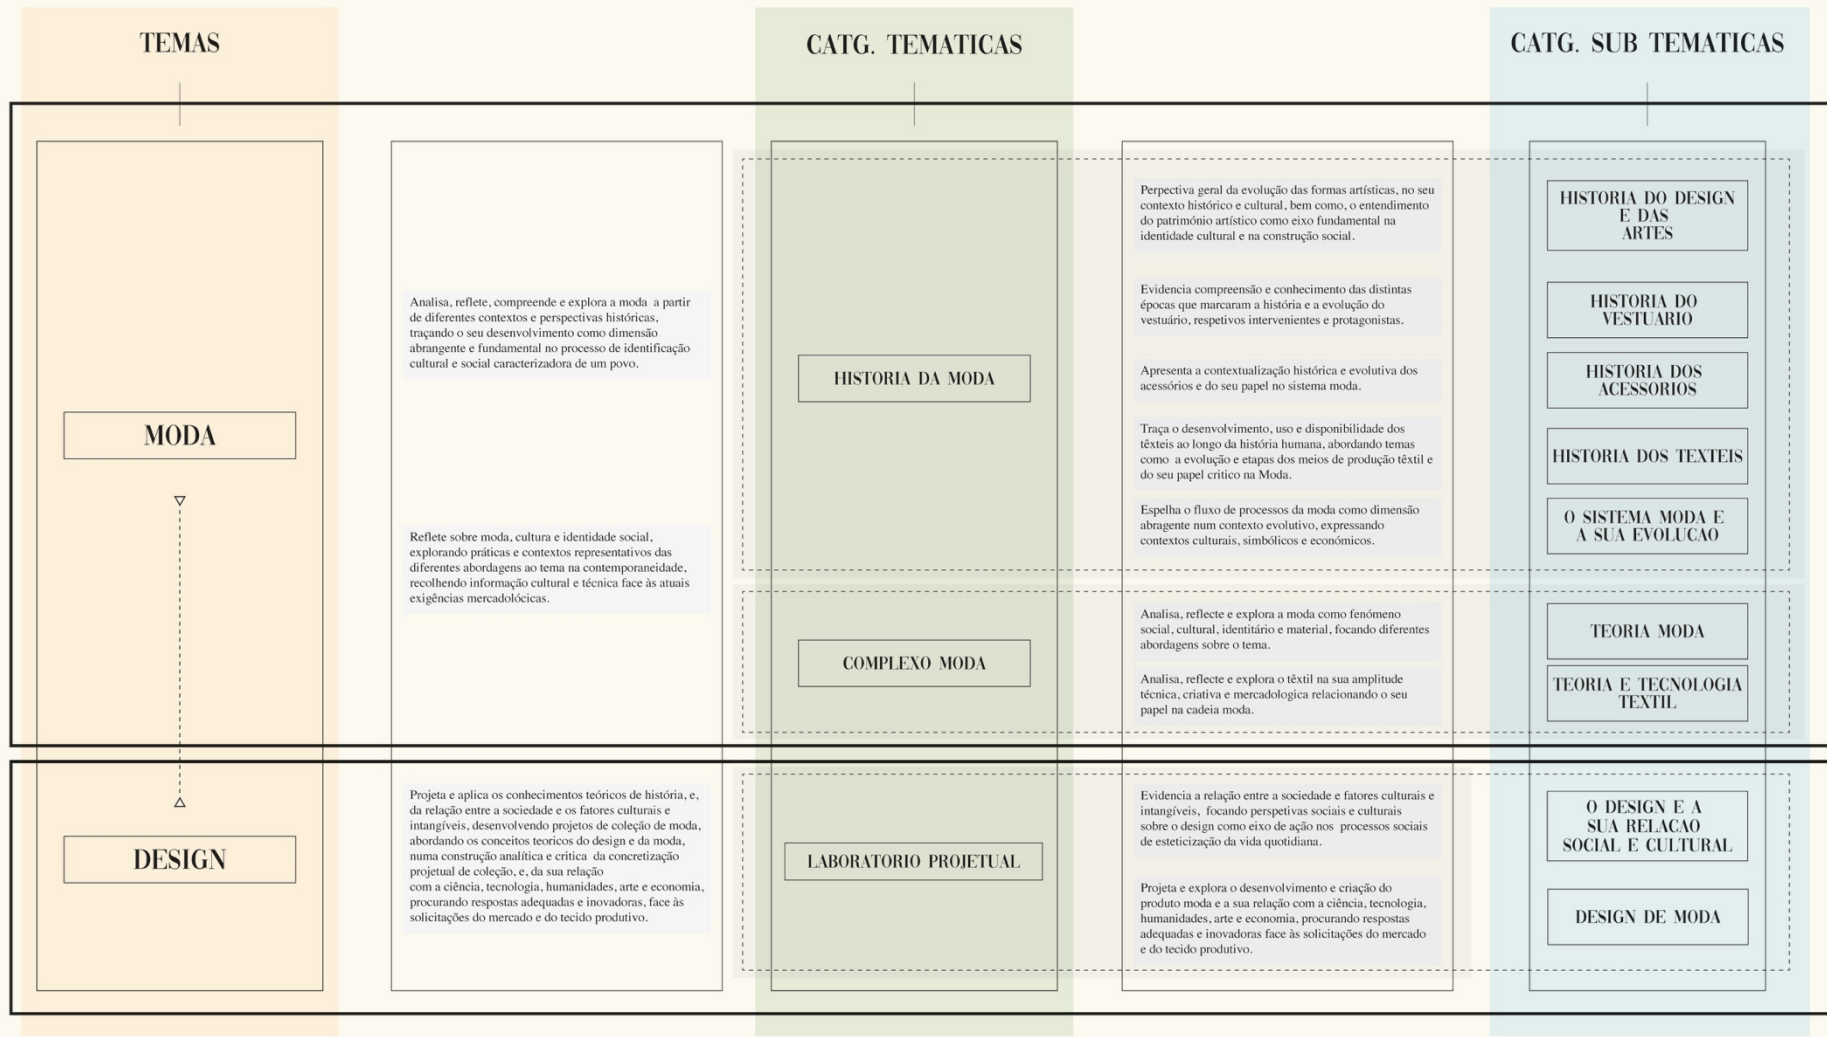 TEMAS
CATG. TEMATICAS
CATG. SUB TEMATICAS
MODA
Analisa, reflete, compreende e explora a moda a partir
de diferentes contextos e perspectivas históricas,
traçando o seu desenvolvimento como dimensão
abrangente e fundamental no processo de identificação
cultural e social caracterizadora de um povo.
Reflete sobre moda, cultura e identidade social,
explorando práticas e contextos representativos das
diferentes abordagens ao tema na contemporaneidade,
recolhendo informação cultural e técnica face às atuais
exigências mercadolócicas.
HISTORIA DA MODA
Perpectiva geral da evolução das formas artísticas, no seu
contexto histórico e cultural, bem como, o entendimento
do património artístico como eixo fundamental na
identidade cultural e na construção social.
HISTORIA DO DESIGN
E DAS
ARTES
Evidencia compreensão e conhecimento das distintas
épocas que marcaram a história e a evolução do
vestuário, respetivos intervenientes e protagonistas.
HISTORIA DO
VESTUARIO
Apresenta a contextualização histórica e evolutiva dos
acessórios e do seu papel no sistema moda.
HISTORIA DOS
ACESSORIOS
Traça o desenvolvimento, uso e disponibilidade dos
têxteis ao longo da história humana, abordando temas
como a evolução e etapas dos meios de produção têxtil e
do seu papel critico na Moda.
HISTORIA DOS TEXTEIS
Espelha o fluxo de processos da moda como dimensão
abragente num contexto evolutivo, expressando
contextos culturais, simbólicos e económicos.
O SISTEMA MODA E
A SUA EVOLUCAO
COMPLEXO MODA
Analisa, reflecte e explora a moda como fenómeno
social, cultural, identitário e material, focando diferentes
abordagens sobre o tema.
TEORIA MODA
Analisa, reflecte e explora o têxtil na sua amplitude
técnica, criativa e mercadologica relacionando o seu
papel na cadeia moda.
TEORIA E TECNOLOGIA
TEXTIL
DESIGN
Projeta e aplica os conhecimentos teóricos de história, e,
da relação entre a sociedade e os fatores culturais e
intangíveis, desenvolvendo projetos de coleção de moda,
abordando os conceitos teoricos do design e da moda,
numa construção analítica e critica da concretização
projetual de coleção, e, da sua relação
com a ciência, tecnologia, humanidades, arte e economia,
procurando respostas adequadas e inovadoras, face às
solicitações do mercado e do tecido produtivo.
LABORATORIO PROJETUAL
Evidencia a relação entre a sociedade e fatores culturais e
intangíveis, focando perspetivas sociais e culturais
sobre o design como eixo de ação nos processos sociais
de esteticização da vida quotidiana.
O DESIGN E A
SUA RELACAO
SOCIAL E CULTURAL
Projeta e explora o desenvolvimento e criação do
produto moda e a sua relação com a ciência, tecnologia,
humanidades, arte e economia, procurando respostas
adequadas e inovadoras face às solicitações do mercado
e do tecido produtivo.
DESIGN DE MODA